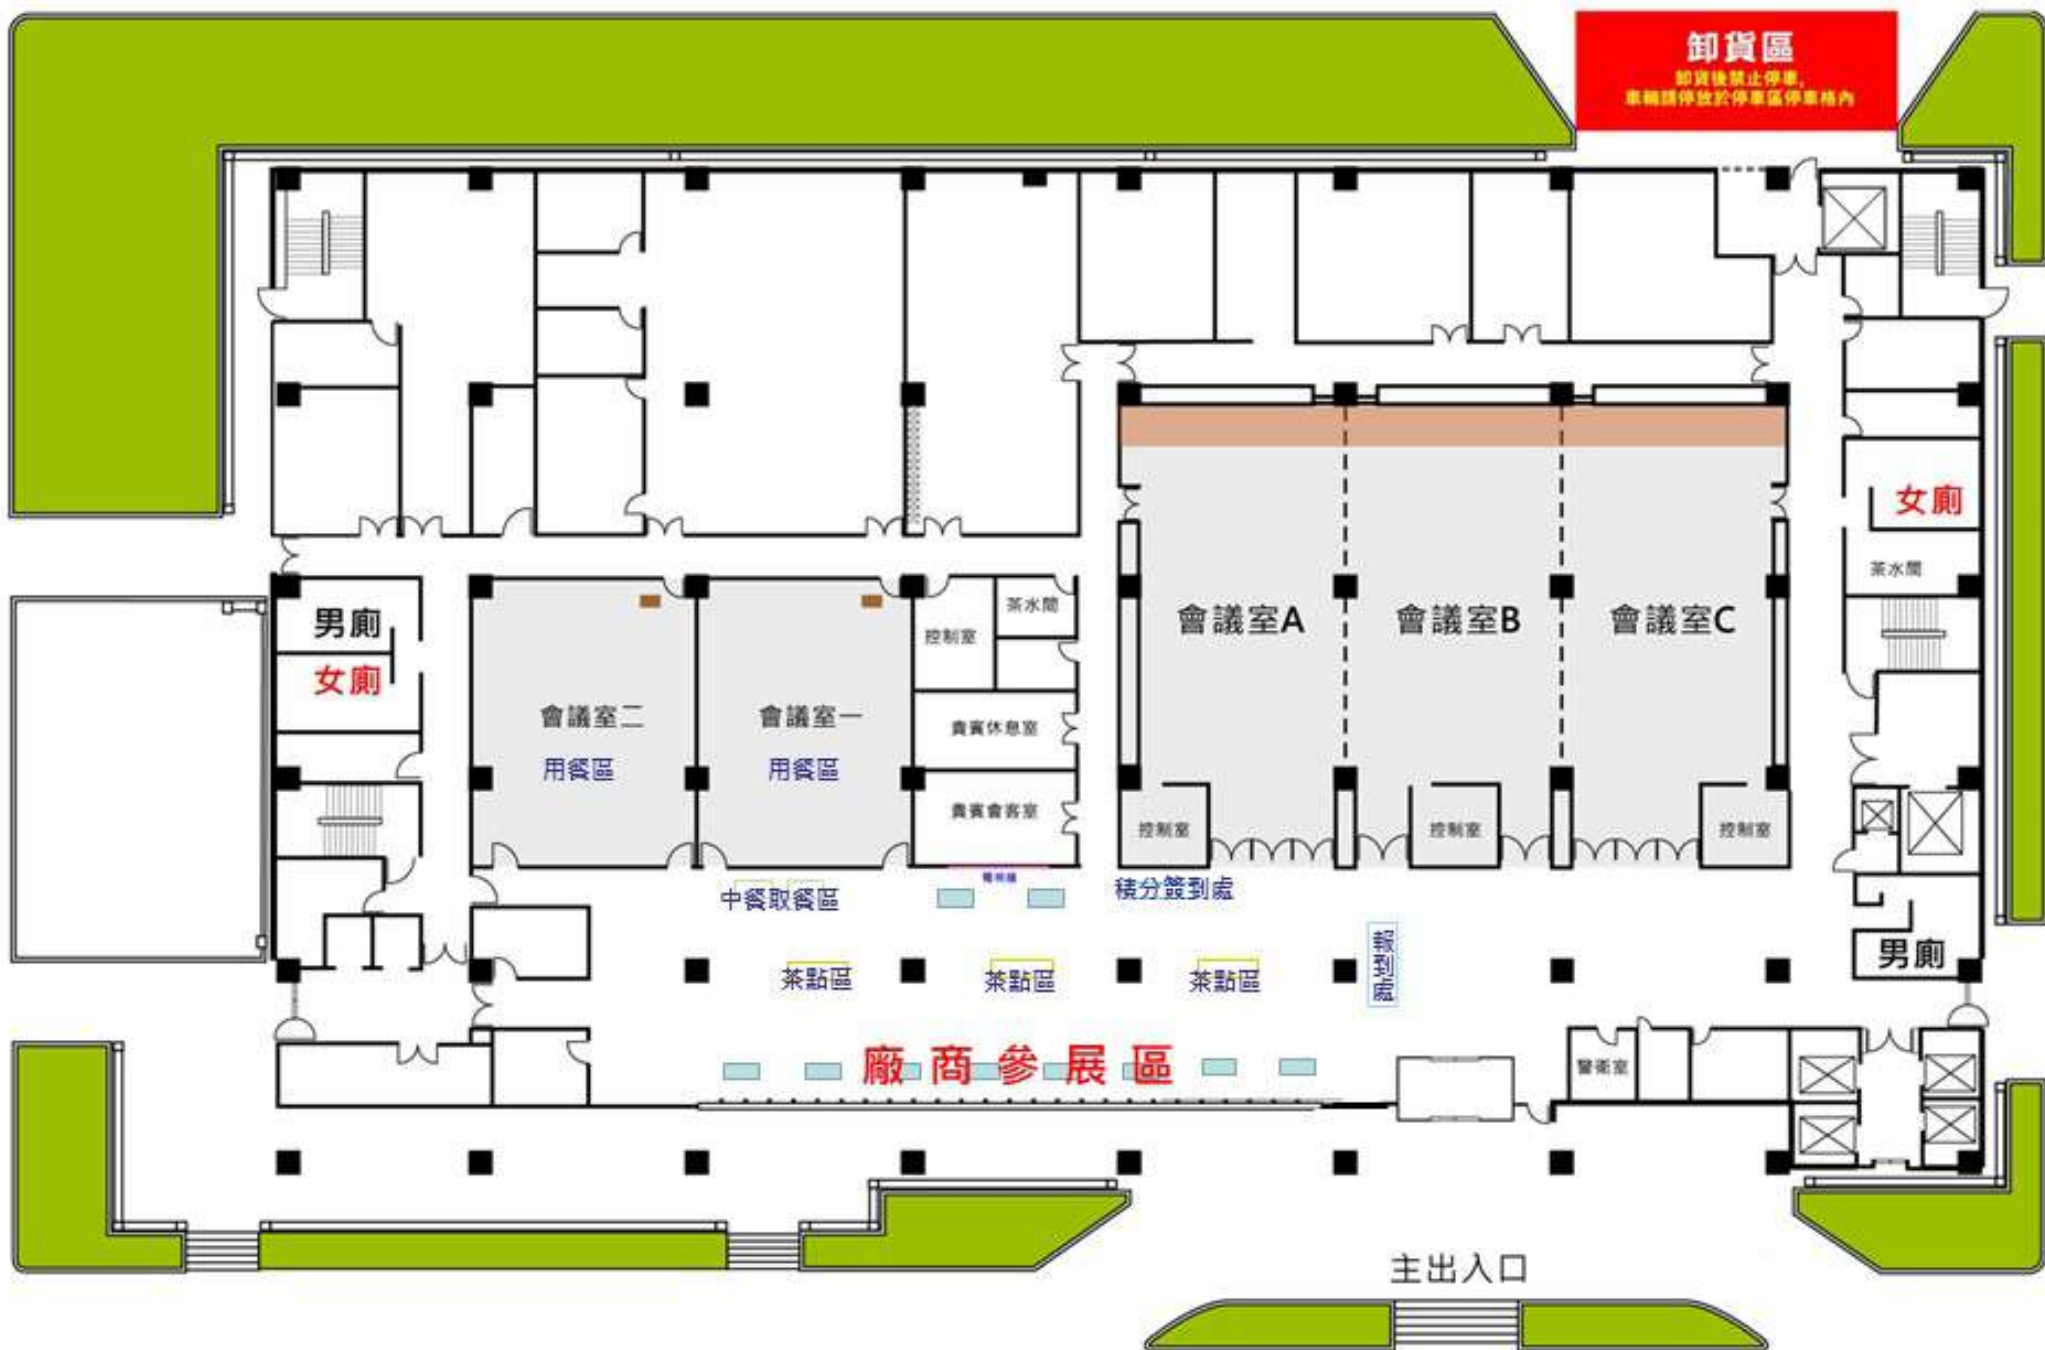 卸貨區
卸貨後禁止停車,
車輛請停放於停車區停車格內
女廁
茶水間
男廁
女廁
會議室二
用餐區
會議室一
用餐區
控制室
茶水間
貴賓休息室
貴賓會客室
會議室A
會議室B
會議室C
控制室
控制室
控制室
電視牆
中餐取餐區
積分簽到處
報到處
茶點區
茶點區
茶點區
男廁
廠商參展區
警衛室
主出入口